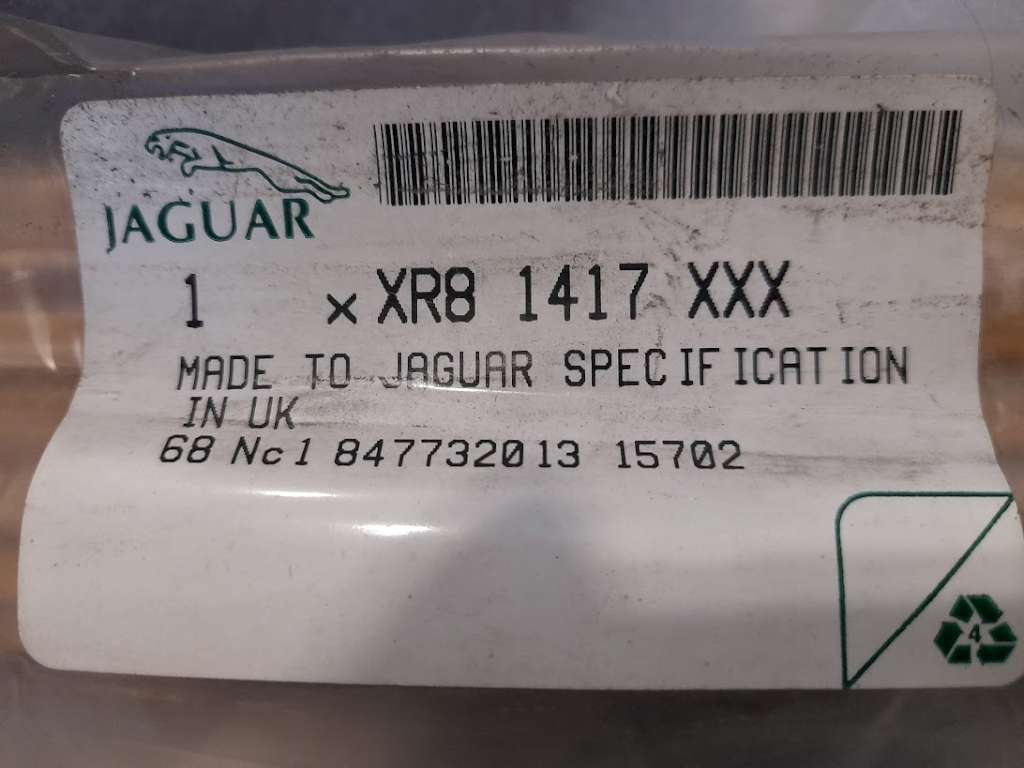 JAGUAR
1 x XR8 1417 XXX
MADE TO JAGUAR SPECIFICATION
IN UK
68 Nc1 847732013 15702
4